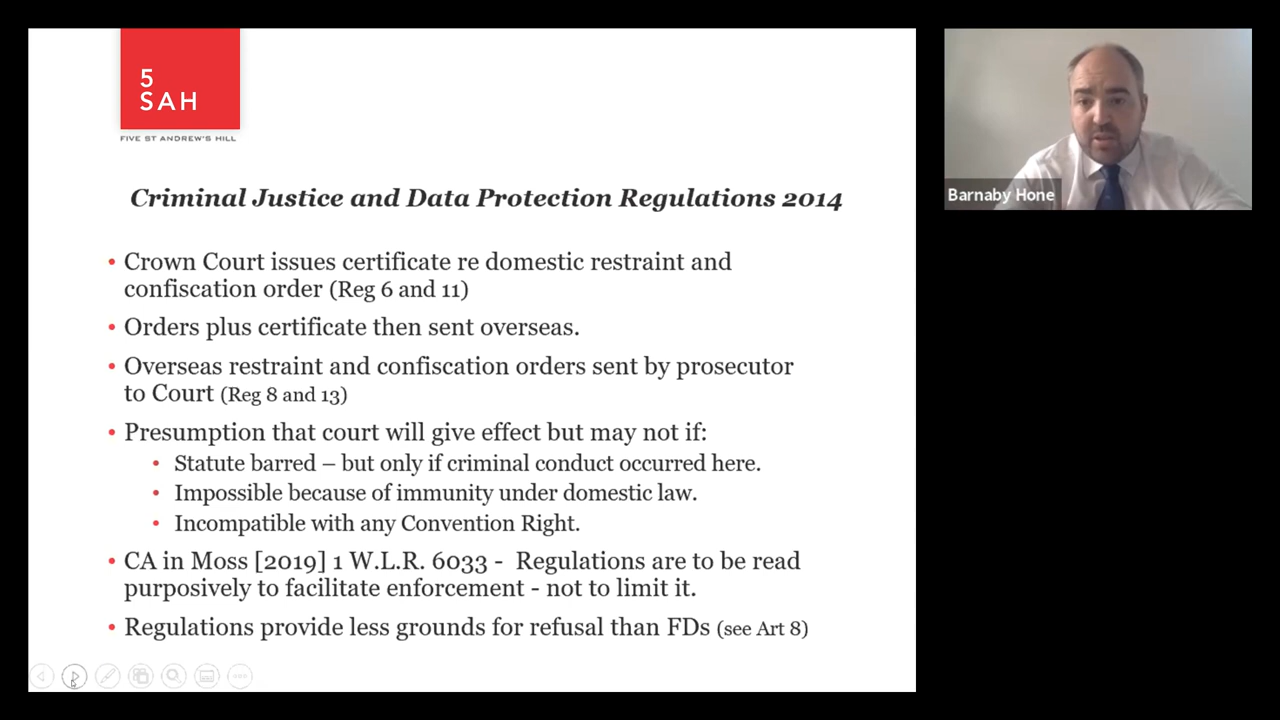 5
SAH
FIVE ST ANDREW'S HILL
Criminal Justice and Data Protection Regulations 2014
• Crown Court issues certificate re domestic restraint and
confiscation order (Reg 6 and 11)
• Orders plus certificate then sent overseas.
• Overseas restraint and confiscation orders sent by prosecutor
to Court (Reg 8 and 13)
• Presumption that court will give effect but may not if:
• Statute barred – but only if criminal conduct occurred here.
• Impossible because of immunity under domestic law.
• Incompatible with any Convention Right.
• CA in Moss [2019] 1 W.L.R. 6033 - Regulations are to be read
purposively to facilitate enforcement - not to limit it.
• Regulations provide less grounds for refusal than FDs (see Art 8)
Barnaby Hone